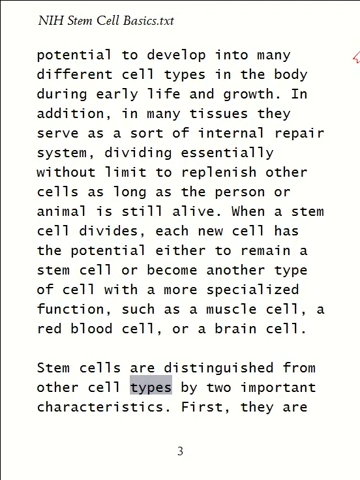 NIH Stem Cell Basics.txt
potential to develop into many
different cell types in the body
during early life and growth. In
addition, in many tissues they
serve as a sort of internal repair
system, dividing essentially
without limit to replenish other
cells as long as the person or
animal is still alive. When a stem
cell divides, each new cell has
the potential either to remain a
stem cell or become another type
of cell with a more specialized
function, such as a muscle cell, a
red blood cell, or a brain cell.
Stem cells are distinguished from
other cell types by two important
characteristics. First, they are
3